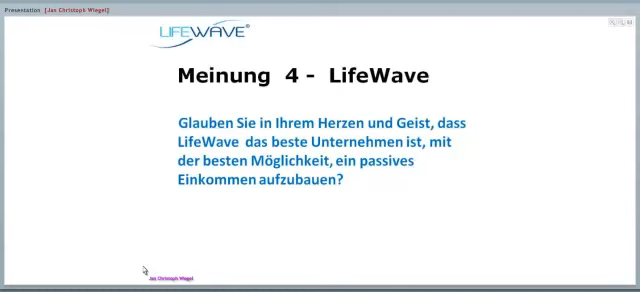 Presentation [Jan Christoph Wiegel]
LIFEWAVE®
Meinung 4 - LifeWave
Glauben Sie in Ihrem Herzen und Geist, dass
LifeWave das beste Unternehmen ist, mit
der besten Möglichkeit, ein passives
Einkommen aufzubauen?
Jan Christoph Wiegel